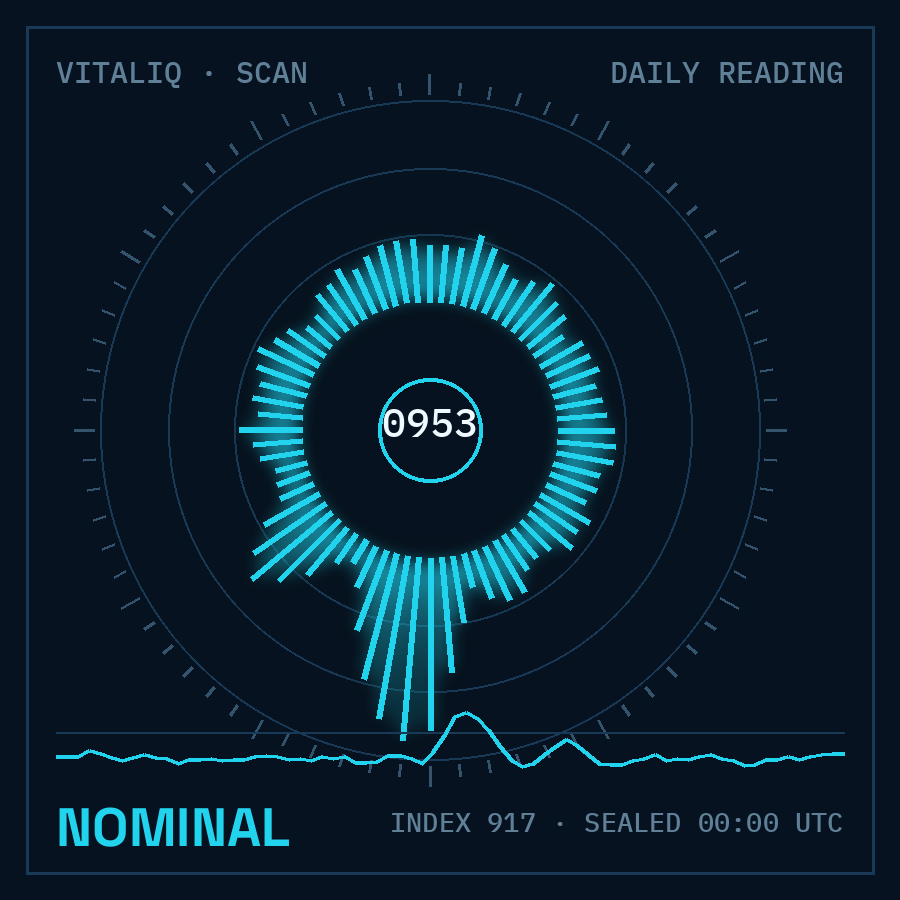 VITALIQ · SCAN
DAILY READING
0953
NOMINAL
INDEX 917 · SEALED 00:00 UTC